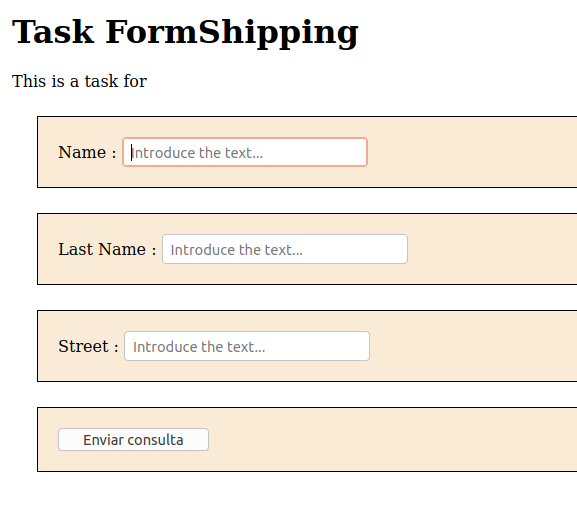 Task FormShipping
This is a task for
Name : Introduce the text...
Last Name : Introduce the text...
Street : Introduce the text...
Enviar consulta